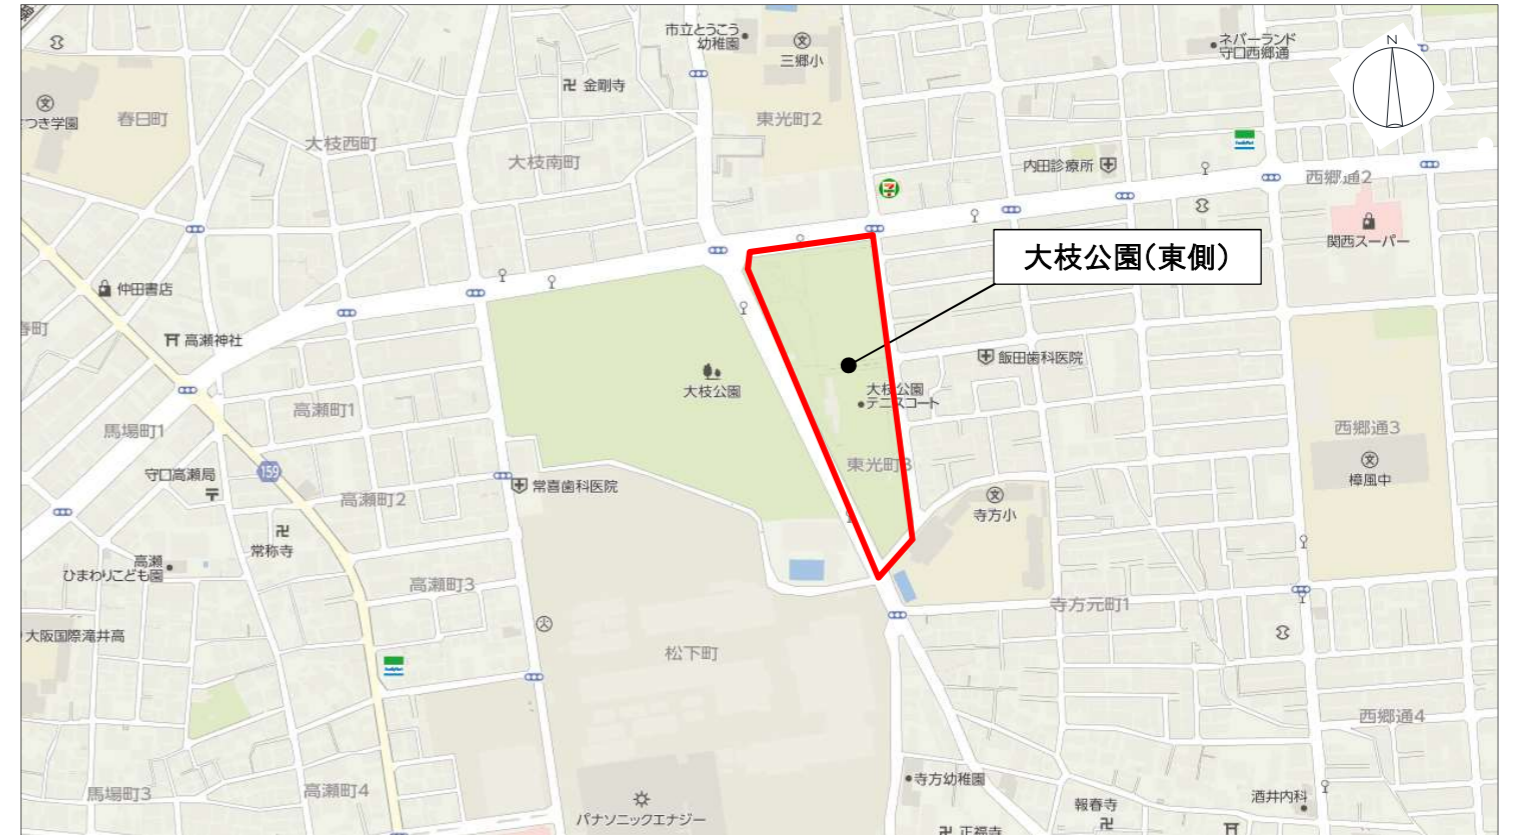 市立とうこう
幼稚園
三郷小
ネバーランド
守口西郷通
N
金剛寺
つき学園
春日町
東光町2
大枝西町
大枝南町
内田診療所
FamilyMart
西郷通2
7
関西スーパー
大枝公園(東側)
仲田書店
春町
高瀬神社
飯田歯科医院
大枝公園
大枝公園
テニスコート
高瀬町1
馬場町1
西郷通3
守口高瀬局
159
東光町3
樟風中
常喜歯科医院
高瀬町2
寺方小
常称寺
高瀬
ひまわりこども園
高瀬町3
寺方元町1
大阪国際滝井高
松下町
FamilyMart
西郷通4
寺方幼稚園
馬場町3
高瀬町4
酒井内科
報春寺
パナソニックエナジー
正福寺